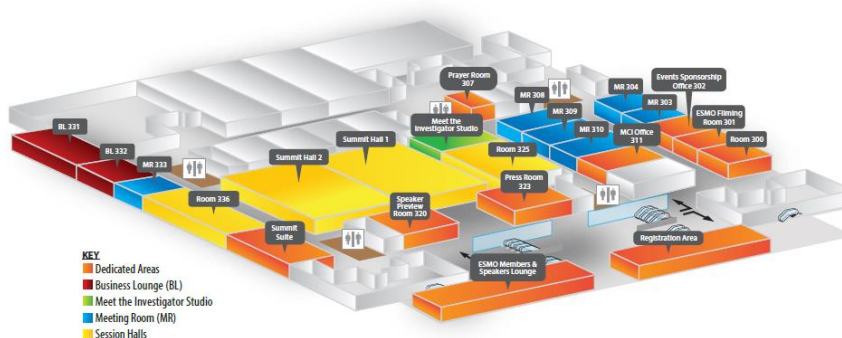 Prayer Room
307
MR 304
Events Sponsorship
Office 302
MR 308
MR 303
ESMO Filming
Room 301
MR 309
Meet the
Investigator Studio
BL 331
MR 310
MCI Office
311
Room 300
Summit Hall 1
BL 332
Room 325
Summit Hall 2
MR 333
Press Room
323
Room 336
Speaker
Preview
Room 320
Summit
Suite
Registration Area
ESMO Members &
Speakers Lounge
KEY
Dedicated Areas
Business Lounge (BL)
Meet the Investigator Studio
Meeting Room (MR)
Session Halls